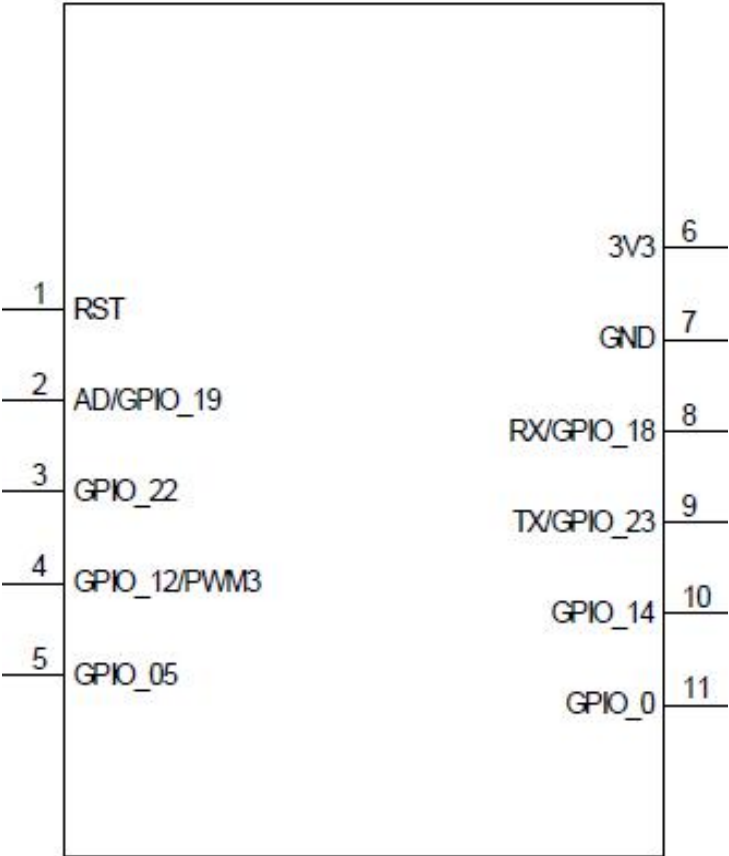 1 RST
2 AD/GPIO_19
3 GPIO_22
4 GPIO_12/PWM3
5 GPIO_05
3V3 6
GND 7
RX/GPIO_18 8
TX/GPIO_23 9
GPIO_14 10
GPIO_0 11